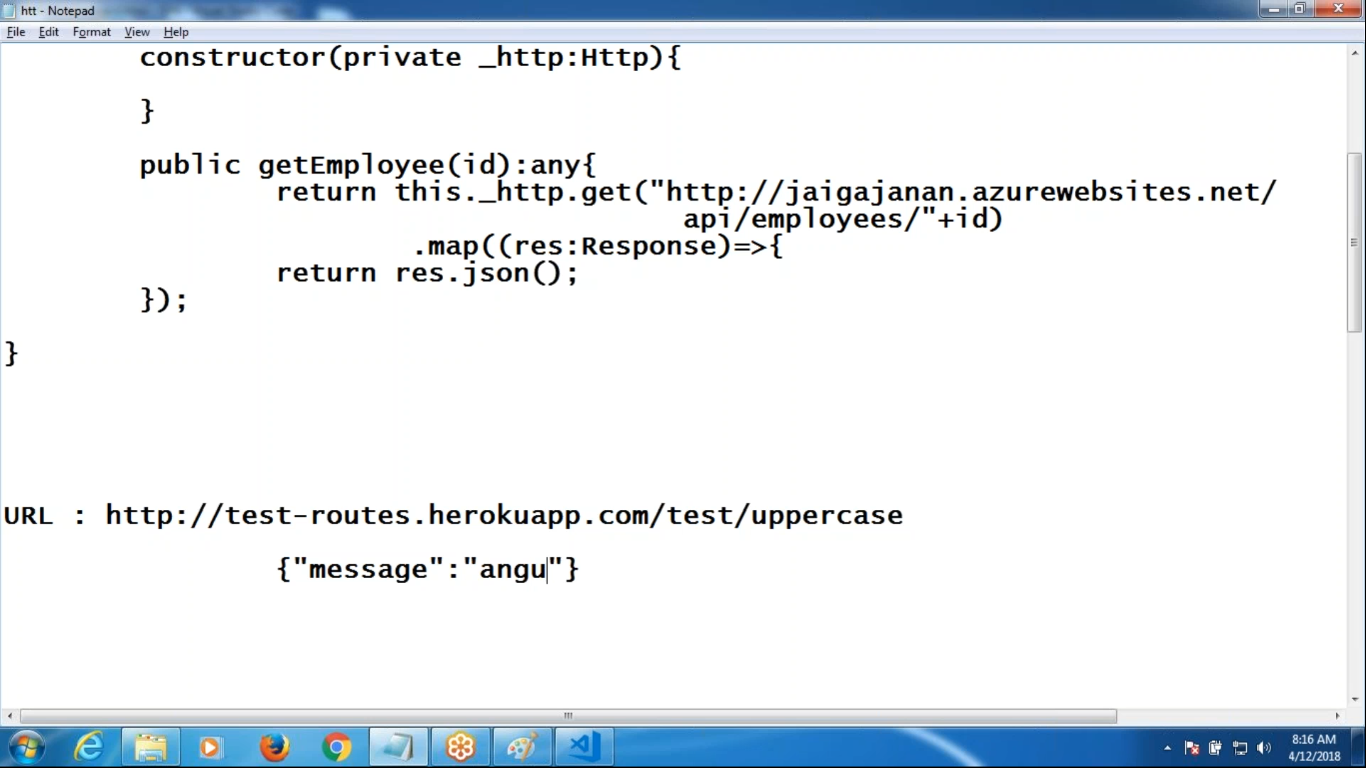 htt - Notepad
File Edit Format View Help
constructor(private _http:Http){
}
public getEmployee(id):any{
return this._http.get("http://jaigajanan.azurewebsites.net/
api/employees/"+id)
.map((res:Response)=>{
return res.json();
});
}
URL : http://test-routes.herokuapp.com/test/uppercase
{"message":"angu"}
8:16 AM
4/12/2018